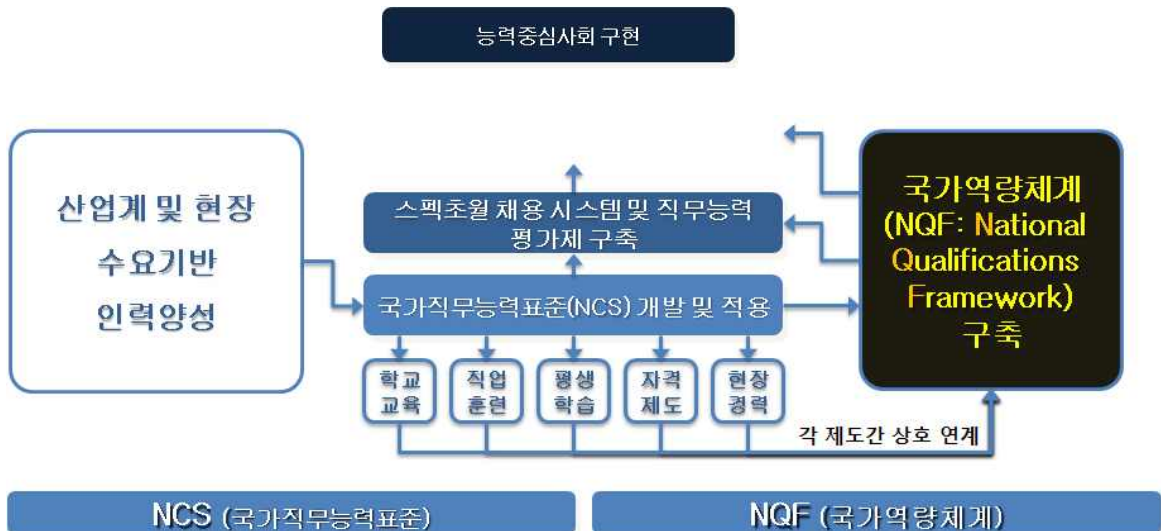 능력중심사회 구현
산업계 및 현장
수요기반
인력양성
스펙초월 채용 시스템 및 직무능력
평가제 구축
국가직무능력표준(NCS) 개발 및 적용
학교
교육
직업
훈련
평생
학습
자격
제도
현장
경력
국가역량체계
(NQF: National
Qualifications
Framework)
구축
각 제도간 상호 연계
NCS (국가직무능력표준)
NQF (국가역량체계)